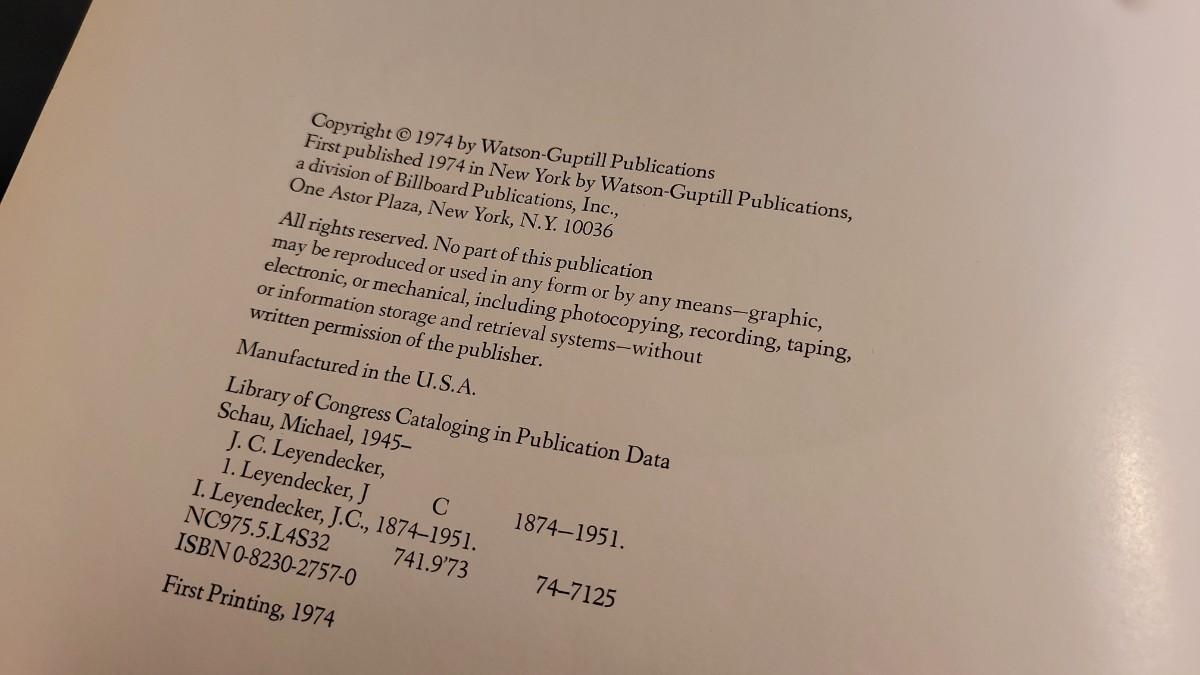 Copyright © 1974 by Watson-Guptill Publications
First published 1974 in New York by Watson-Guptill Publications,
a division of Billboard Publications, Inc.,
One Astor Plaza, New York, N.Y. 10036
All rights reserved. No part of this publication
may be reproduced or used in any form or by any means—graphic,
electronic, or mechanical, including photocopying, recording, taping,
or information storage and retrieval systems—without
written permission of the publisher.
Manufactured in the U.S.A.
Library of Congress Cataloging in Publication Data
Schau, Michael, 1945–
J. C. Leyendecker,
1. Leyendecker, J C 1874–1951.
I. Leyendecker, J.C., 1874–1951.
NC975.5.L4S32 741.9'73 74–7125
ISBN 0-8230-2757-0
First Printing, 1974